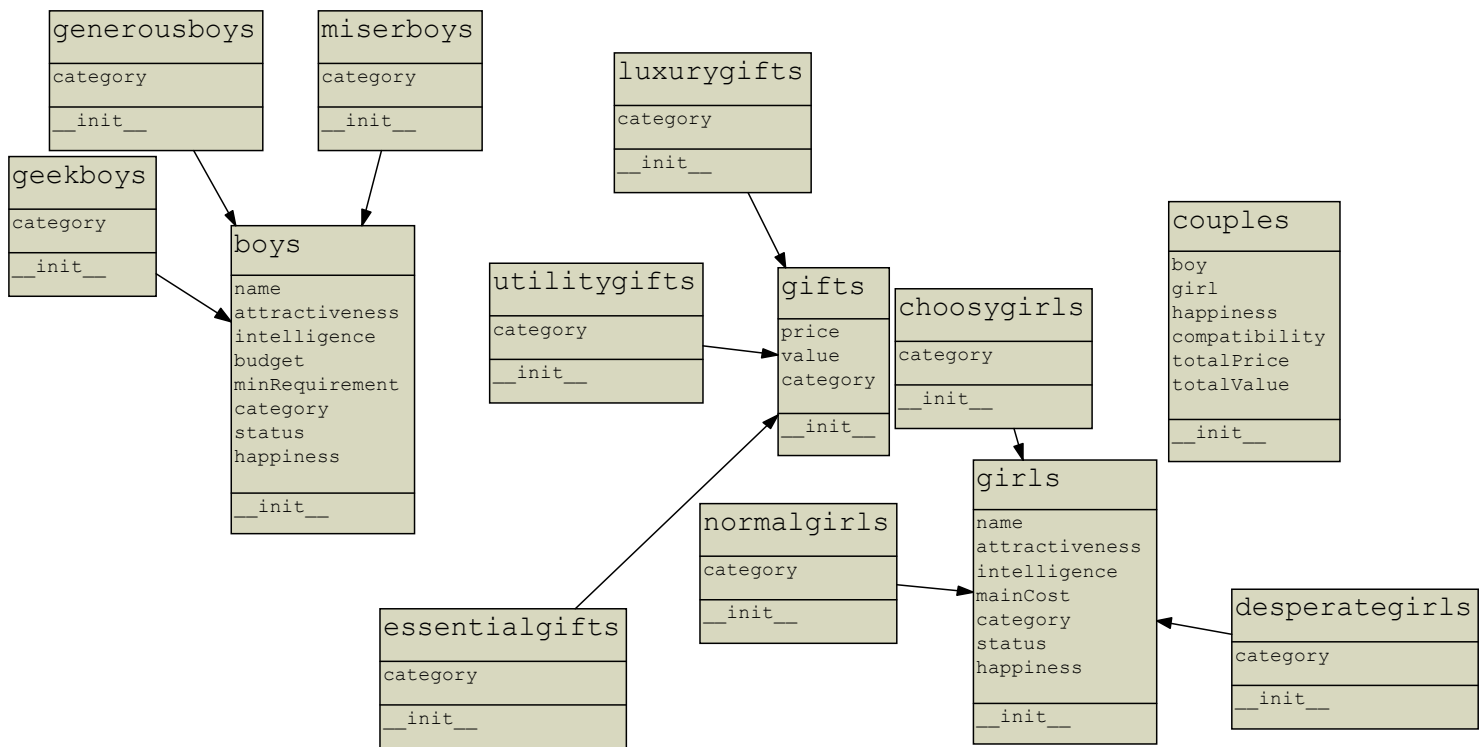 generousboys
category
__init__
miserboys
category
__init__
geekboys
category
__init__
boys
name
attractiveness
intelligence
budget
minRequirement
category
status
happiness
__init__
luxurygifts
category
__init__
utilitygifts
category
__init__
gifts
price
value
category
__init__
essentialgifts
category
__init__
choosygirls
category
__init__
normalgirls
category
__init__
girls
name
attractiveness
intelligence
mainCost
category
status
happiness
__init__
couples
boy
girl
happiness
compatibility
totalPrice
totalValue
__init__
desperategirls
category
__init__